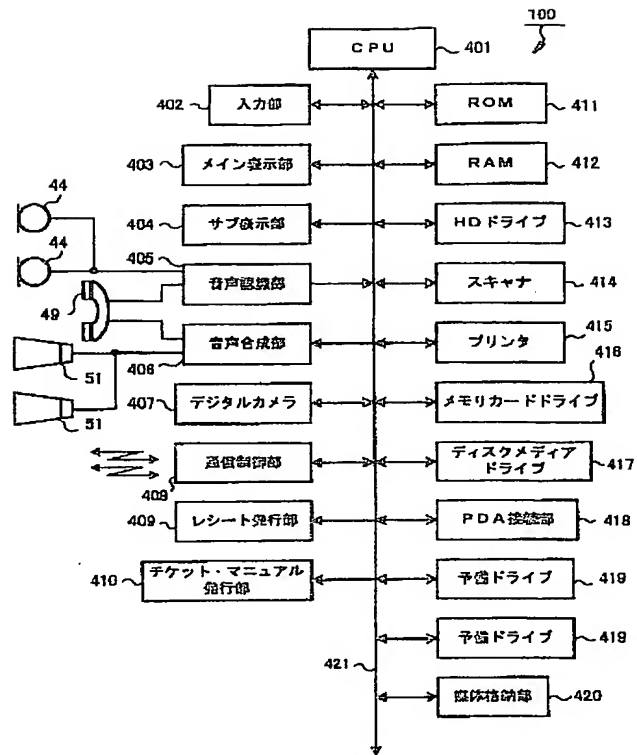 100
CPU
401
402
入力部
ROM
411
403
メイン表示部
RAM
412
44
404
サブ表示部
HDドライブ
413
44
405
音声認識部
スキャナ
414
49
音声合成部
プリンタ
415
406
51
407
デジタルカメラ
メモリカードドライブ
416
51
通信制御部
ディスクメディア
ドライブ
417
408
409
レシート発行部
PDA接続部
418
410
チケット・マニュアル
発行部
予備ドライブ
419
予備ドライブ
419
421
媒体格納部
420